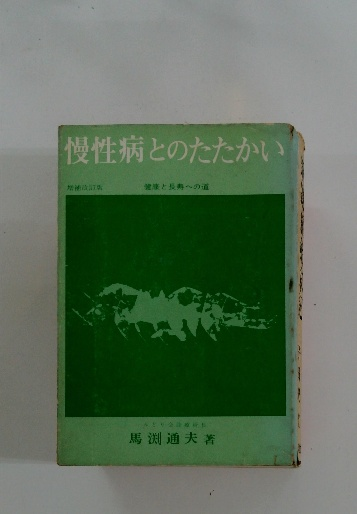 慢性病とのたたかい
増補改訂版 健康と長寿への道
馬渕通夫著